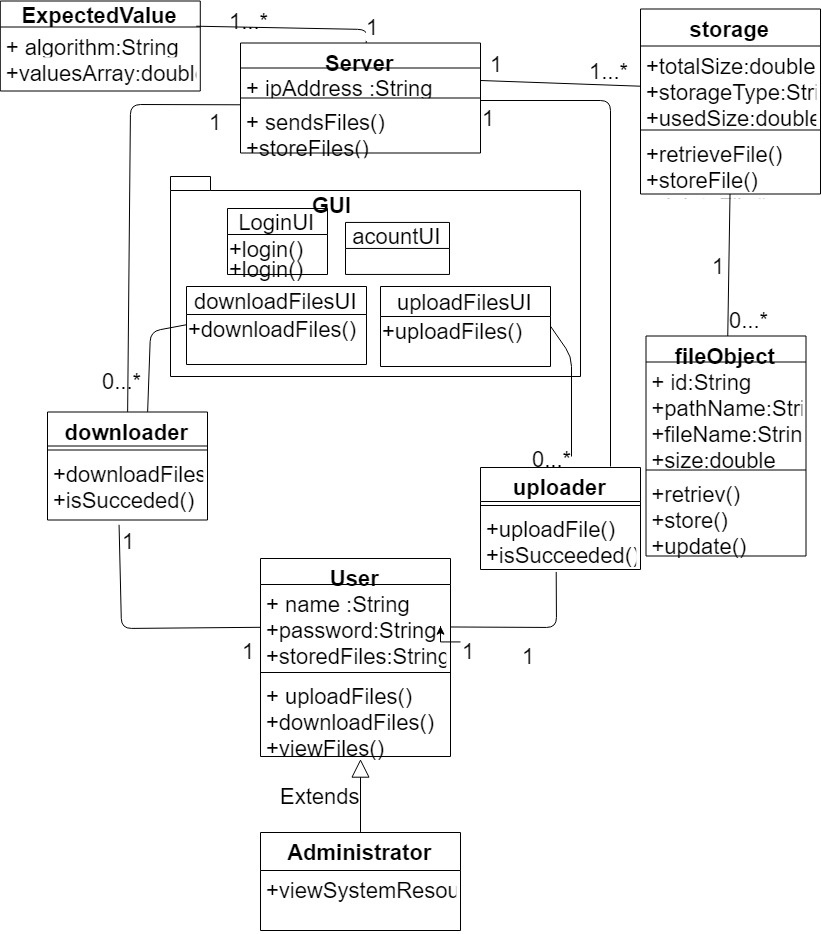 ExpectedValue
+ algorithm:String
+valuesArray:doubl
1...*
1
Server
+ ipAddress :String
+ sendsFiles()
+storeFiles()
1
1...*
1
1
storage
+totalSize:double
+storageType:Stri
+usedSize:double
+retrieveFile()
+storeFile()
GUI
LoginUI
+login()
+login()
acountUI
downloadFilesUI
+downloadFiles()
uploadFilesUI
+uploadFiles()
1
0...*
fileObject
+ id:String
+pathName:Stri
+fileName:Strin
+size:double
+retriev()
+store()
+update()
0...*
downloader
+downloadFiles
+isSucceded()
0...*
uploader
+uploadFile()
+isSucceeded()
1
User
+ name :String
+password:String
+storedFiles:String
+ uploadFiles()
+downloadFiles()
+viewFiles()
1
1
1
Extends
Administrator
+viewSystemResou